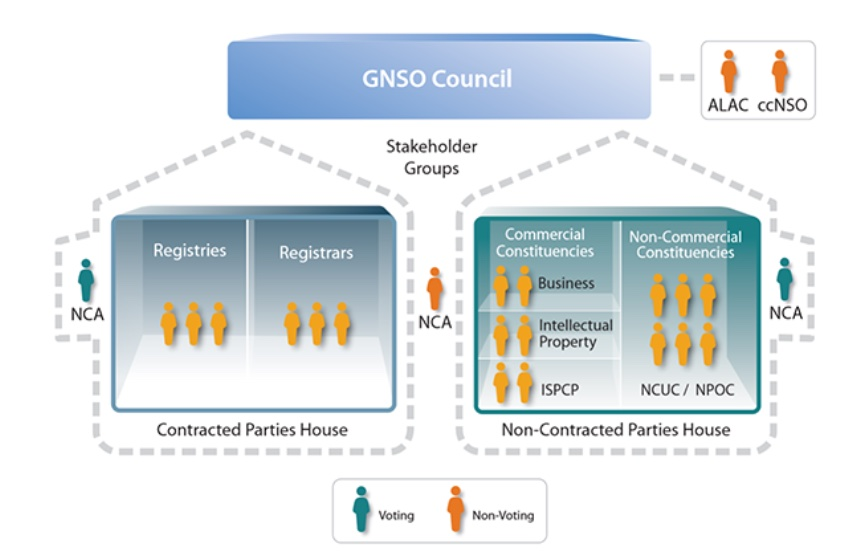 GNSO Council
ALAC ccNSO
Stakeholder
Groups
Registries
Registrars
Commercial
Constituencies
Non-Commercial
Constituencies
Business
Intellectual
Property
ISPCP
NCUC / NPOC
NCA
NCA
NCA
Contracted Parties House
Non-Contracted Parties House
Voting
Non-Voting